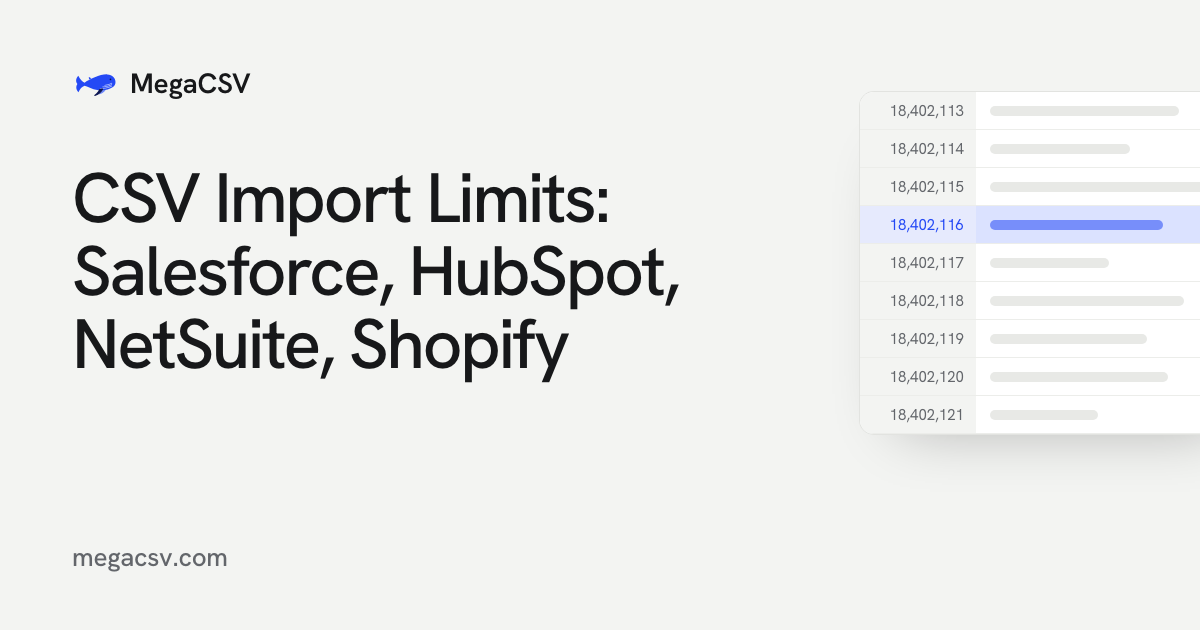 MegaCSV
CSV Import Limits:
Salesforce, HubSpot,
NetSuite, Shopify
megacsv.com
18,402,113
18,402,114
18,402,115
18,402,116
18,402,117
18,402,118
18,402,119
18,402,120
18,402,121